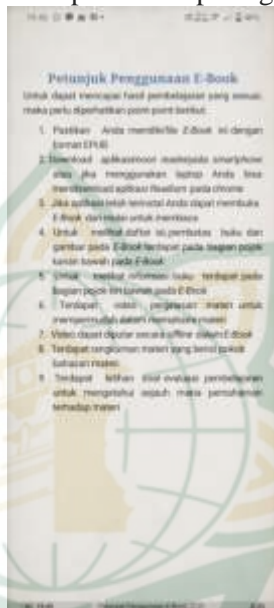 Petunjuk Penggunaan E-Book
Untuk dapat mencapai hasil pembelajaran yang sesuai,
maka perlu diperhatikan point-point berikut:
1. Pastikan Anda memiliki file E-Book ini dengan
format EPUB
2. Download aplikasi reader pada smartphone
atau jika menggunakan laptop Anda bisa
mendownload aplikasi Readium pada chrome
3. Jika aplikasi telah terinstal Anda dapat membuka
E-Book dan mulai untuk membaca
4. Untuk melihat daftar isi, pembatas buku dan
gambar pada E-Book terdapat pada bagian pojok
kanan bawah pada E-Book
5. Untuk melihat informasi buku terdapat pada
bagian pojok kiri bawah pada E-Book
6. Terdapat video penjelasan materi untuk
mempermudah dalam memahami materi
7. Video dapat diputar secara offline dalam E-Book
8. Terdapat rangkuman materi yang berisi pokok
bahasan materi
9. Terdapat latihan soal evaluasi pembelajaran
untuk mengetahui sejauh mana pemahaman
terhadap materi